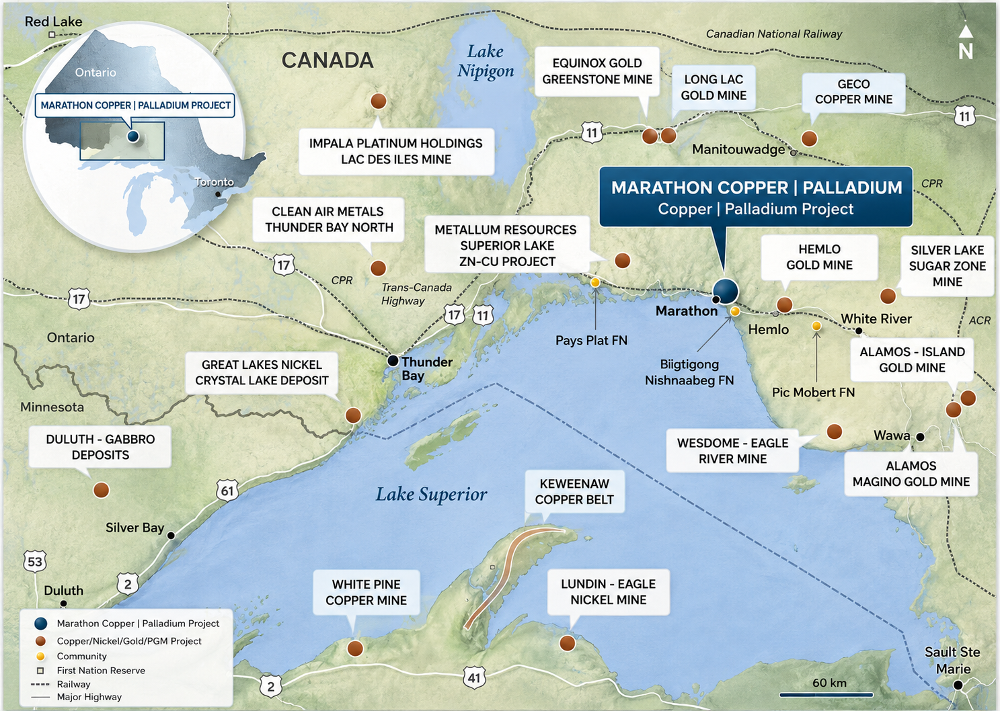 Red Lake
Canadian National Raliway
N
CANADA
Lake
Nipigon
Ontario
MARATHON COPPER | PALLADIUM PROJECT
Toronto
EQUINOX GOLD
GREENSTONE MINE
LONG LAC
GOLD MINE
GECO
COPPER MINE
11
11
IMPALA PLATINUM HOLDINGS
LAC DES ILES MINE
Manitouwadge
MARATHON COPPER | PALLADIUM
Copper | Palladium Project
CPR
CLEAN AIR METALS
THUNDER BAY NORTH
METALLUM RESOURCES
SUPERIOR LAKE
ZN-CU PROJECT
HEMLO
GOLD MINE
SILVER LAKE
SUGAR ZONE
MINE
17
CPR
Trans-Canada
Highway
17
17
11
Marathon
White River
ACR
Hemlo
Pays Plat FN
Ontario
Thunder
Bay
GREAT LAKES NICKEL
CRYSTAL LAKE DEPOSIT
Biigtigong
Nishnaabeg FN
Pic Mobert FN
ALAMOS - ISLAND
GOLD MINE
Minnesota
DULUTH - GABBRO
DEPOSITS
WESDOME - EAGLE
RIVER MINE
Wawa
ALAMOS
MAGINO GOLD MINE
61
Lake Superior
KEWEENAW
COPPER BELT
Silver Bay
53
2
Duluth
WHITE PINE
COPPER MINE
LUNDIN - EAGLE
NICKEL MINE
Marathon Copper | Palladium Project
Copper/Nickel/Gold/PGM Project
Community
First Nation Reserve
Railway
Major Highway
2
41
60 km
Sault Ste
Marie